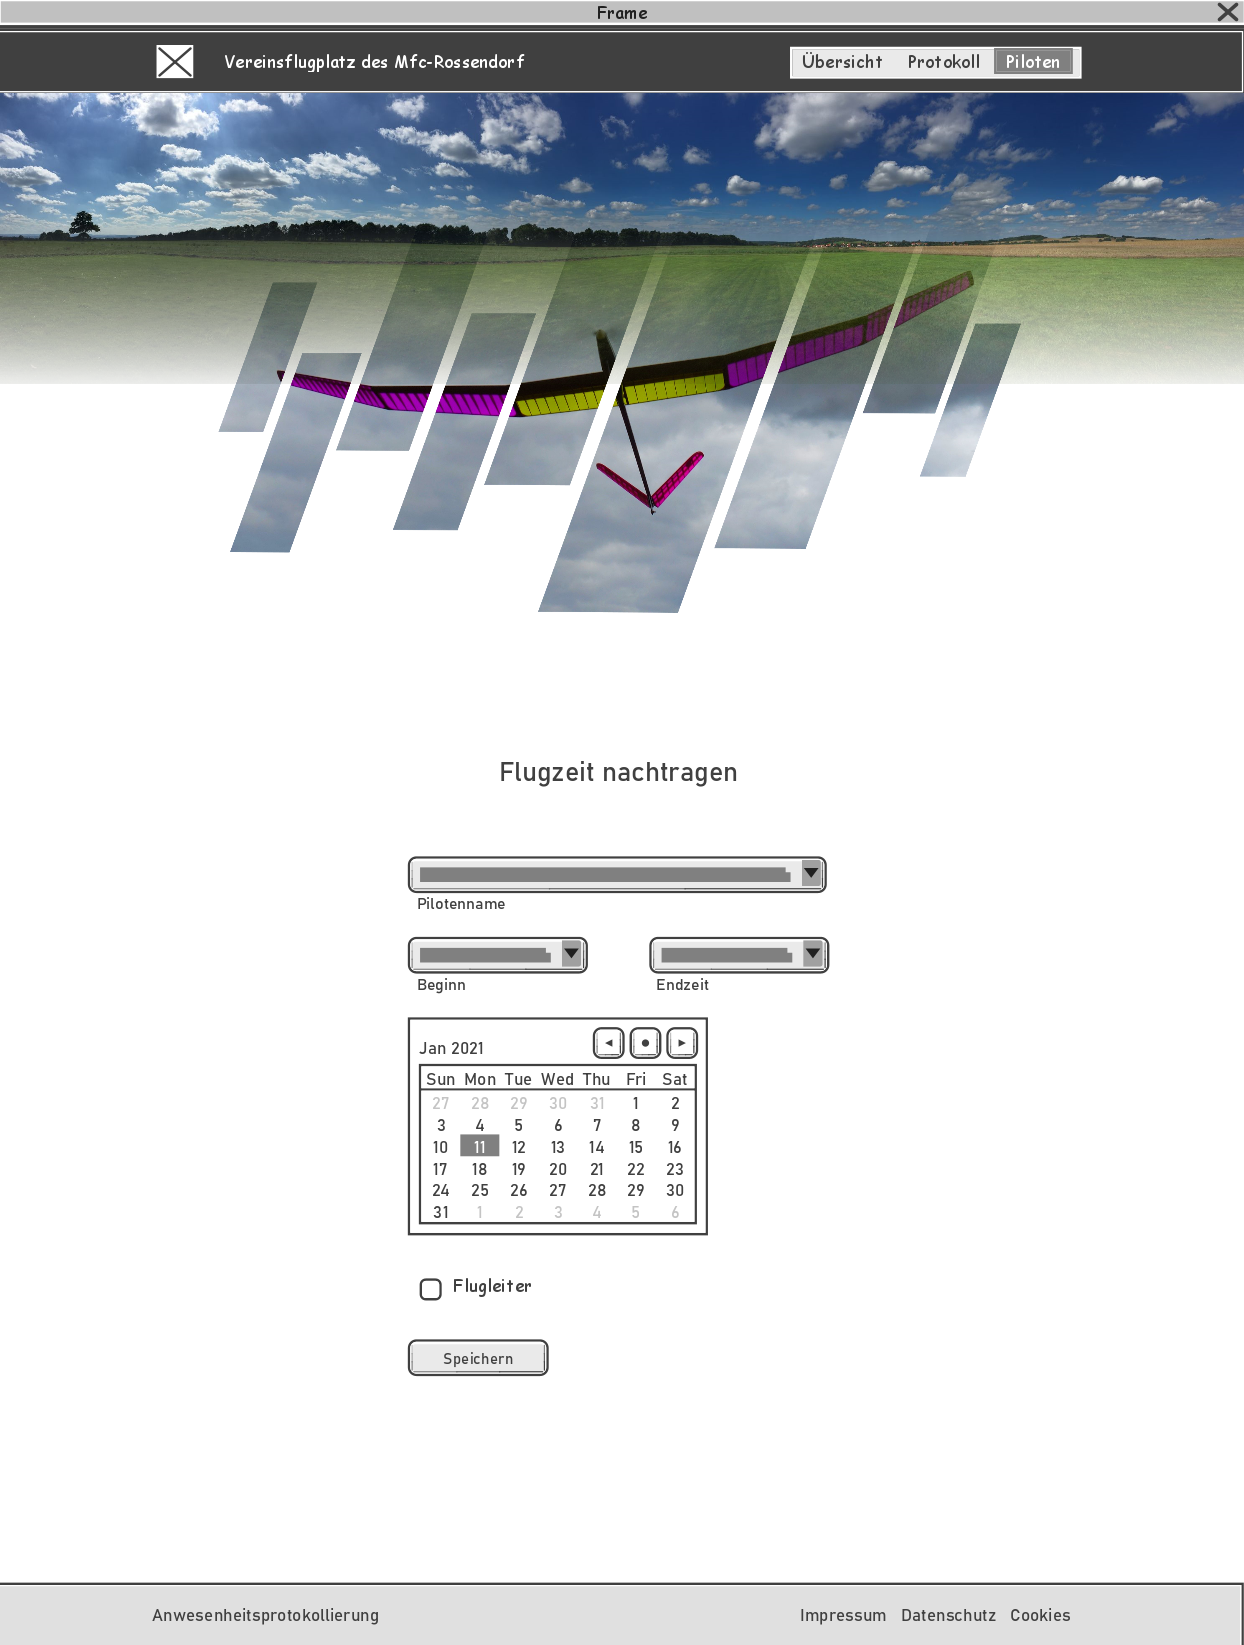 Frame
Vereinsflugplatz des Mfc-Rossendorf
Übersicht Protokoll Piloten
Flugzeit nachtragen
Pilotenname
Beginn Endzeit
Jan 2021
Sun Mon Tue Wed Thu Fri Sat
27 28 29 30 31 1 2
3 4 5 6 7 8 9
10 11 12 13 14 15 16
17 18 19 20 21 22 23
24 25 26 27 28 29 30
31 1 2 3 4 5 6
Flugleiter
Speichern
Anwesenheitsprotokollierung
Impressum Datenschutz Cookies